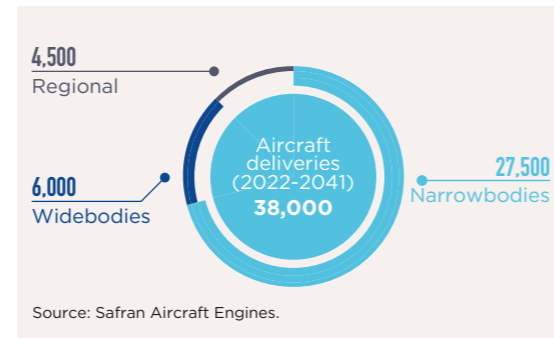 4,500
Regional
Aircraft
deliveries
(2022-2041)
38,000
27,500
Narrowbodies
6,000
Widebodies
Source: Safran Aircraft Engines.